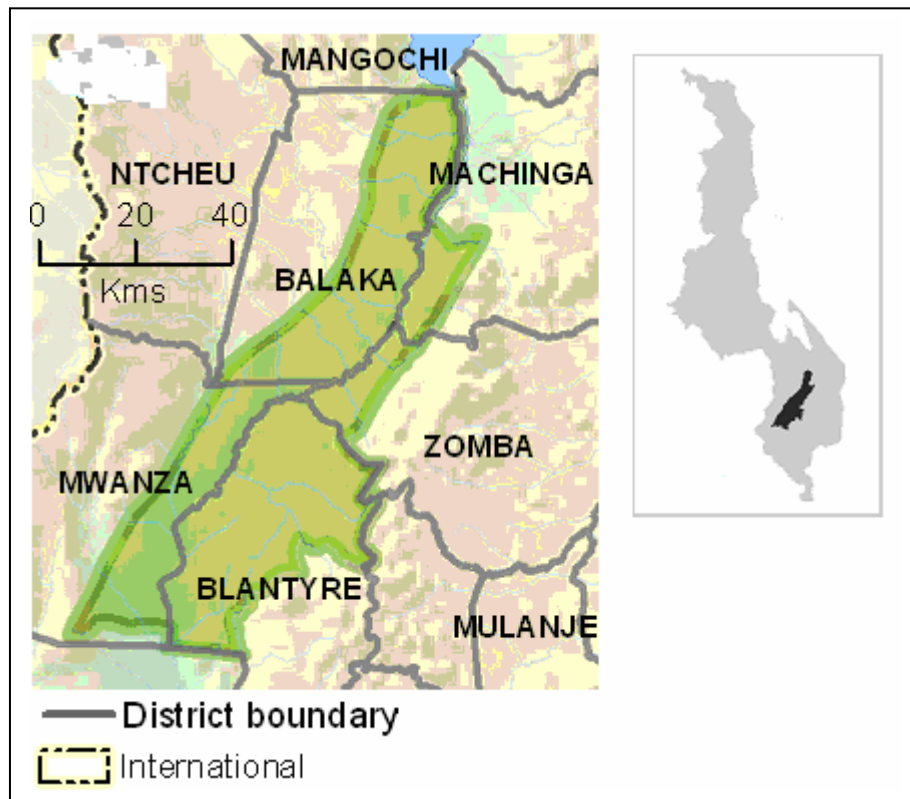 MANGOCHI
NTCHEU
MACHINGA
0 20 40
Kms
BALAKA
ZOMBA
MWANZA
BLANTYRE
MULANJE
District boundary
International